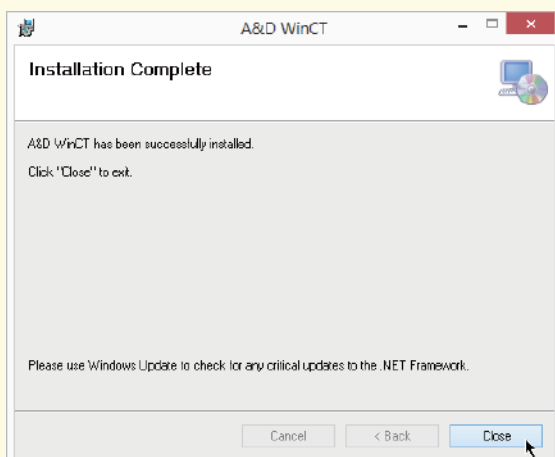 A&D WinCT
Installation Complete
A&D WinCT has been successfully installed.
Click "Close" to exit.
Please use Windows Update to check for any critical updates to the .NET Framework.
Cancel
< Back
Close